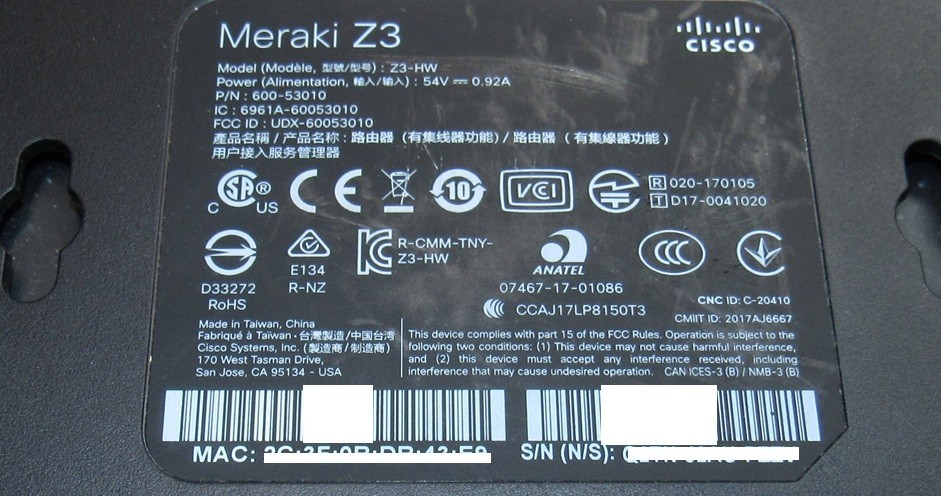 Meraki Z3
CISCO
Model (Modèle, 型號/型号) : Z3-HW
Power (Alimentation, 輸入/输入) : 54V ⎓ 0.92A
P/N : 600-53010
IC : 6961A-60053010
FCC ID : UDX-60053010
產品名稱 / 产品名称 : 路由器 (有集线器功能) / 路由器 ( 有集線器功能 )
用户接入服务管理器
C SA ® US
CE
10
VCI
R 020-170105
T D17-0041020
D33272
RoHS
E134
R-NZ
R-CMM-TNY-
Z3-HW
ANATEL
07467-17-01086
CCC
CCAJ17LP8150T3
CNC ID: C-20410
CMIIT ID: 2017AJ6667
Made in Taiwan, China
Fabriqué à Taïwan · 台灣製造/中国台湾
Cisco Systems, Inc. (製造商/制造商)
170 West Tasman Drive,
San Jose, CA 95134 - USA
This device complies with part 15 of the FCC Rules. Operation is subject to the
following two conditions: (1) This device may not cause harmful interference,
and (2) this device must accept any interference received, including
interference that may cause undesired operation. CAN ICES-3 (B) / NMB-3 (B)
MAC:
S/N (N/S):